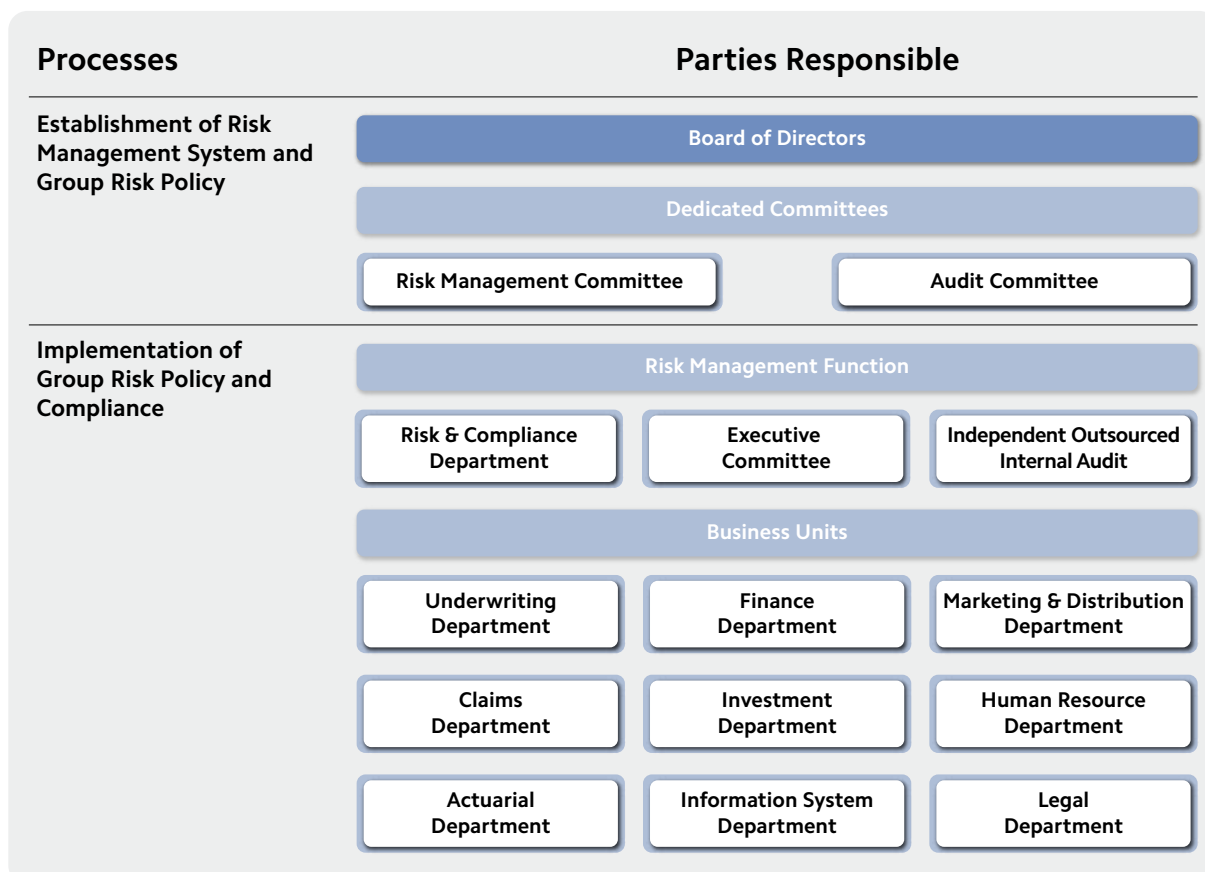 Processes
Parties Responsible
Establishment of Risk
Management System and
Group Risk Policy
Board of Directors
Dedicated Committees
Risk Management Committee
Audit Committee
Implementation of
Group Risk Policy and
Compliance
Risk Management Function
Risk & Compliance
Department
Executive
Committee
Independent Outsourced
Internal Audit
Business Units
Underwriting
Department
Finance
Department
Marketing & Distribution
Department
Claims
Department
Investment
Department
Human Resource
Department
Actuarial
Department
Information System
Department
Legal
Department